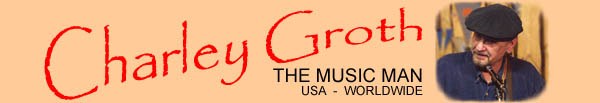 Charley Groth
THE MUSIC MAN
USA - WORLDWIDE